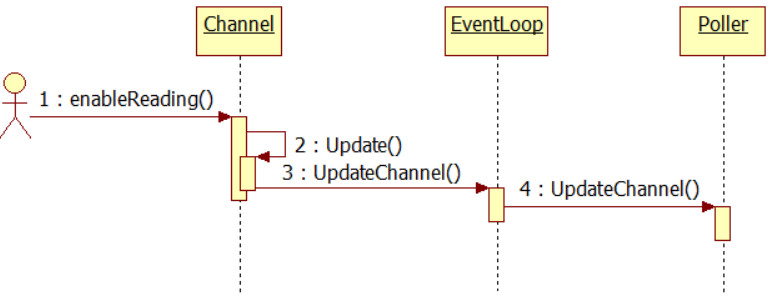 Channel
EventLoop
Poller
1 : enableReading()
2 : Update()
3 : UpdateChannel()
4 : UpdateChannel()